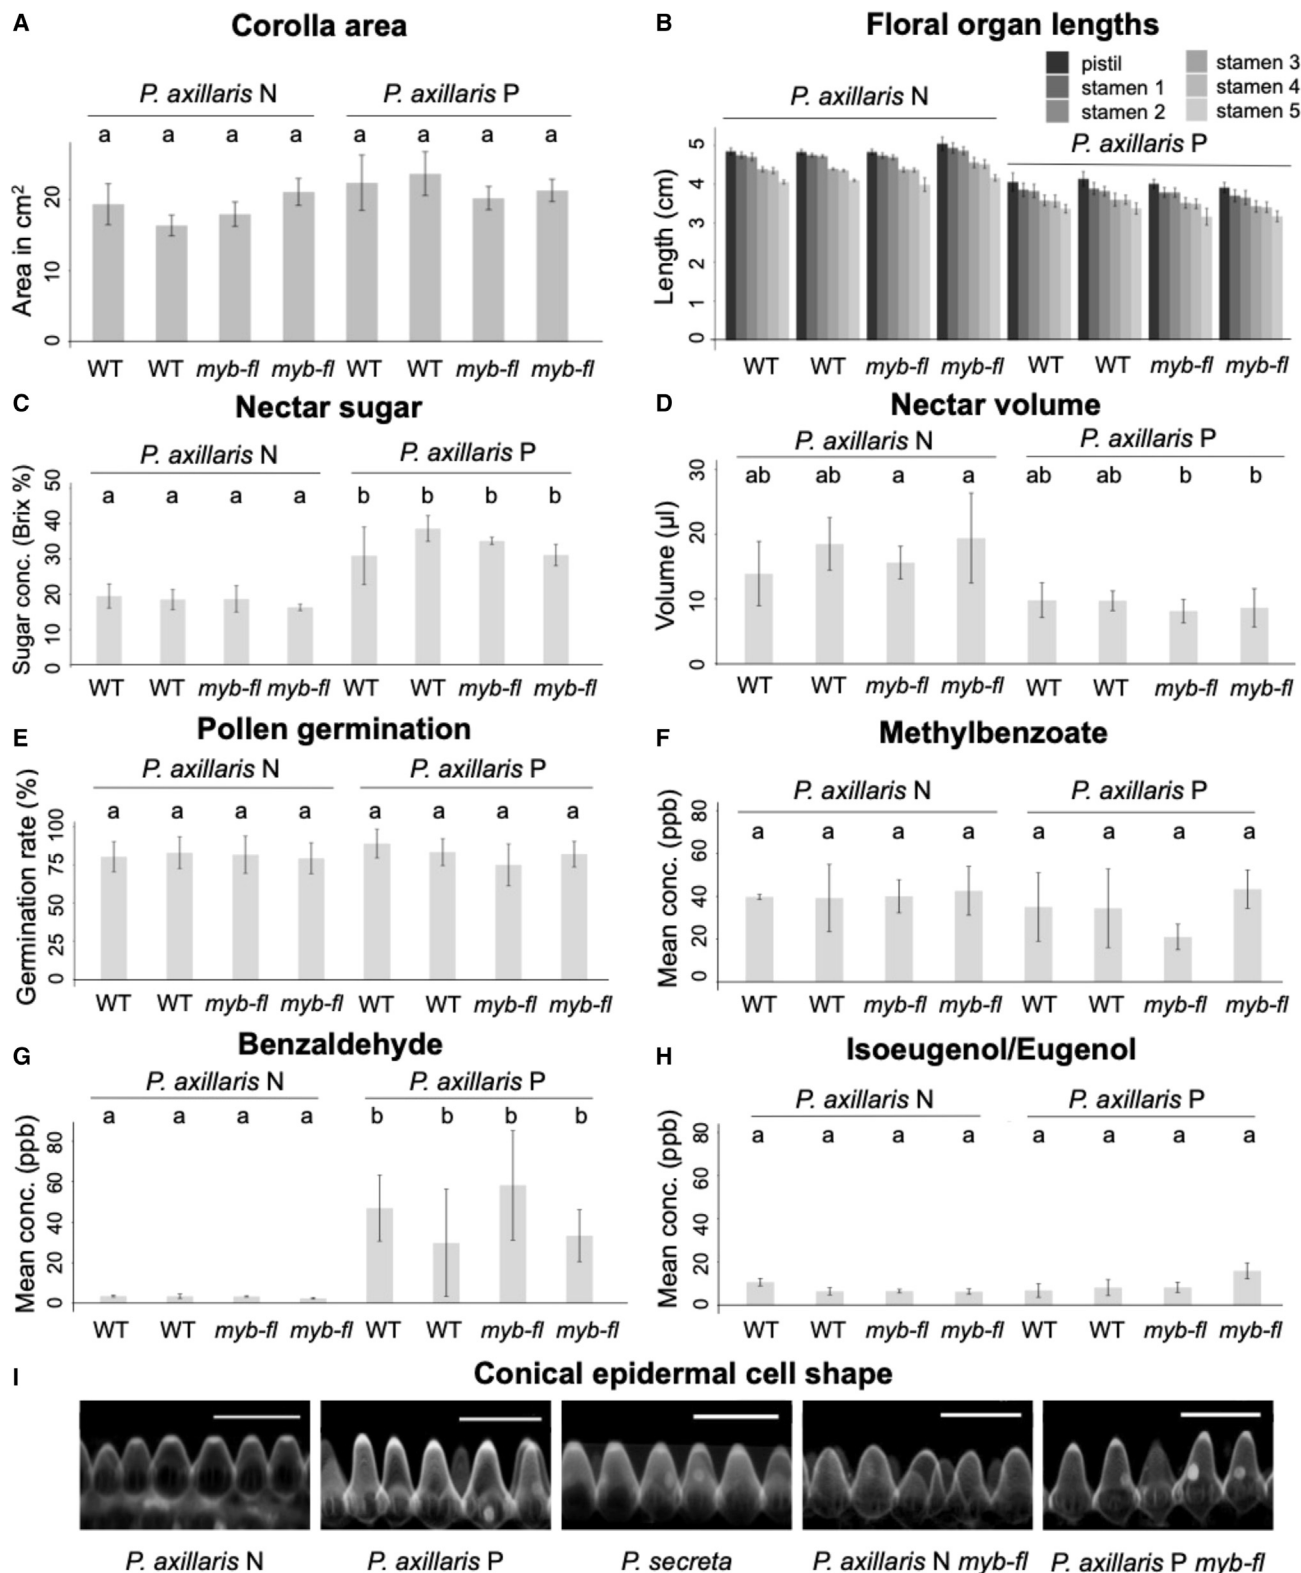 A
Corolla area
P. axillaris N
P. axillaris P
a a a a a a a a
Area in cm²
20
10
0
WT WT myb-fl myb-fl WT WT myb-fl myb-fl
B
Floral organ lengths
pistil
stamen 1
stamen 2
stamen 3
stamen 4
stamen 5
P. axillaris N
P. axillaris P
Length (cm)
5
4
3
2
1
0
WT WT myb-fl myb-fl WT WT myb-fl myb-fl
C
Nectar sugar
P. axillaris N
P. axillaris P
a a a a b b b b
Sugar conc. (Brix %)
50
40
30
20
10
0
WT WT myb-fl myb-fl WT WT myb-fl myb-fl
D
Nectar volume
P. axillaris N
P. axillaris P
ab ab a a ab ab b b
Volume (µl)
30
20
10
0
WT WT myb-fl myb-fl WT WT myb-fl myb-fl
E
Pollen germination
P. axillaris N
P. axillaris P
a a a a a a a a
Germination rate (%)
100
75
50
25
0
WT WT myb-fl myb-fl WT WT myb-fl myb-fl
F
Methylbenzoate
P. axillaris N
P. axillaris P
a a a a a a a a
Mean conc. (ppb)
80
60
40
20
0
WT WT myb-fl myb-fl WT WT myb-fl myb-fl
G
Benzaldehyde
P. axillaris N
P. axillaris P
a a a a b b b b
Mean conc. (ppb)
80
60
40
20
0
WT WT myb-fl myb-fl WT WT myb-fl myb-fl
H
Isoeugenol/Eugenol
P. axillaris N
P. axillaris P
a a a a a a a a
Mean conc. (ppb)
80
60
40
20
0
WT WT myb-fl myb-fl WT WT myb-fl myb-fl
I
Conical epidermal cell shape
P. axillaris N
P. axillaris P
P. secreta
P. axillaris N myb-fl
P. axillaris P myb-fl